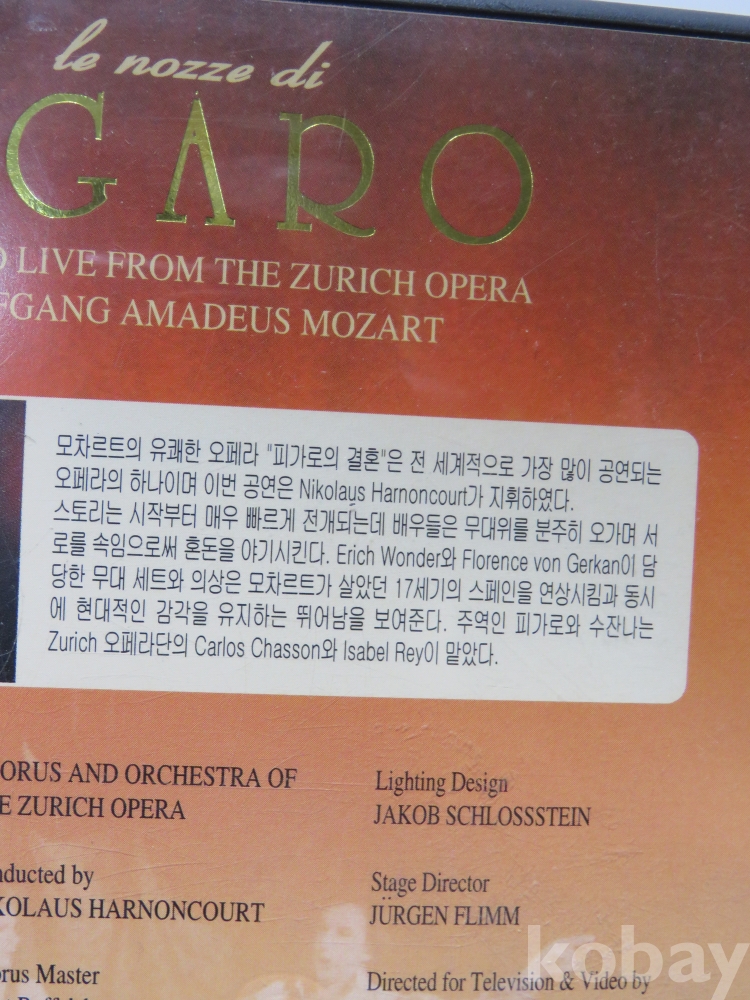 le nozze di
GARO
LIVE FROM THE ZURICH OPERA
FGANG AMADEUS MOZART
모차르트의 유쾌한 오페라 "피가로의 결혼"은 전 세계적으로 가장 많이 공연되는
오페라의 하나이며 이번 공연은 Nikolaus Harnoncourt가 지휘하였다.
스토리는 시작부터 매우 빠르게 전개되는데 배우들은 무대위를 분주히 오가며 서
로를 속임으로써 혼돈을 야기시킨다. Erich Wonder와 Florence von Gerkan이 담
당한 무대 세트와 의상은 모차르트가 살았던 17세기의 스페인을 연상시킴과 동시
에 현대적인 감각을 유지하는 뛰어남을 보여준다. 주역인 피가로와 수잔나는
Zurich 오페라단의 Carlos Chasson와 Isabel Rey이 맡았다.
ORUS AND ORCHESTRA OF
E ZURICH OPERA
nducted by
KOLAUS HARNONCOURT
orus Master
Lighting Design
JAKOB SCHLOSSSTEIN
Stage Director
JÜRGEN FLIMM
Directed for Television & Video by
kobay